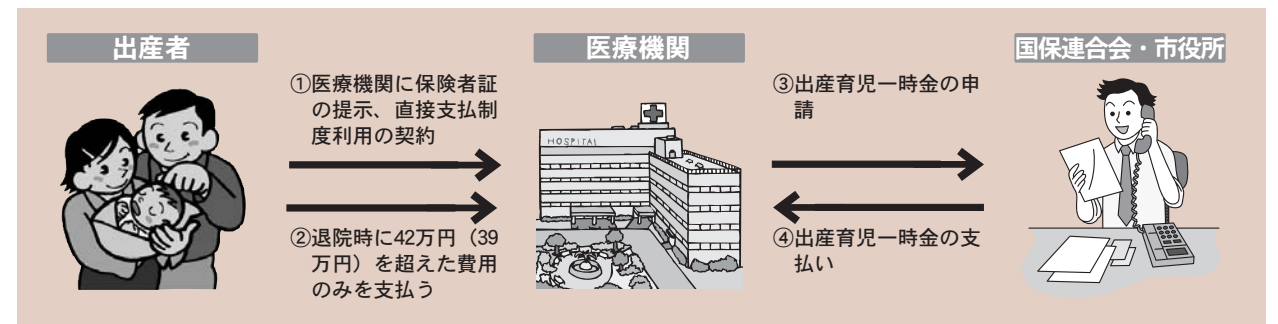 出産者
①医療機関に保険者証
の提示、直接支払制
度利用の契約
②退院時に42万円（39
万円）を超えた費用
のみを支払う
医療機関
HOSPITAL
③出産育児一時金の申
請
④出産育児一時金の支
払い
国保連合会・市役所